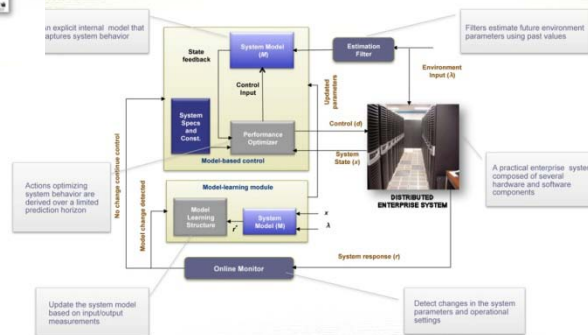 n explicit internal model that
aptures system behavior
State
feedback
System Model
(M)
Estimation
Filter
Filters estimate future environment
parameters using past values
Environment
Input (λ)
Control
Input
Updated
parameters
System
Specs
and
Const.
Performance
Optimizer
Control (d)
System
State (x)
Model-based control
No change continue control
Actions optimizing
system behavior are
derived over a limited
prediction horizon
A practical enterprise system
composed of several
hardware and software
components
DISTRIBUTED
ENTERPRISE SYSTEM
Model-learning module
Model change detected
Model
Learning
Structure
r'
System
Model (M)
x
λ
Online Monitor
System response (r)
Update the system model
based on input/output
measurements
Detect changes in the system
parameters and operational
settings